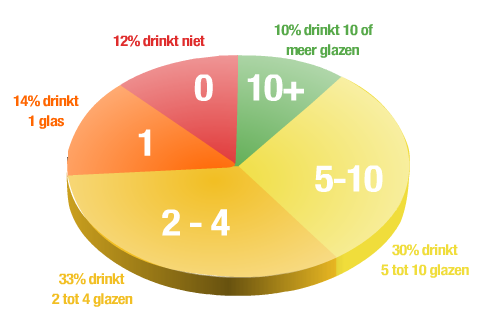 10% drinkt 10 of
meer glazen
12% drinkt niet
0
10+
14% drinkt
1 glas
1
5-10
2 - 4
30% drinkt
5 tot 10 glazen
33% drinkt
2 tot 4 glazen